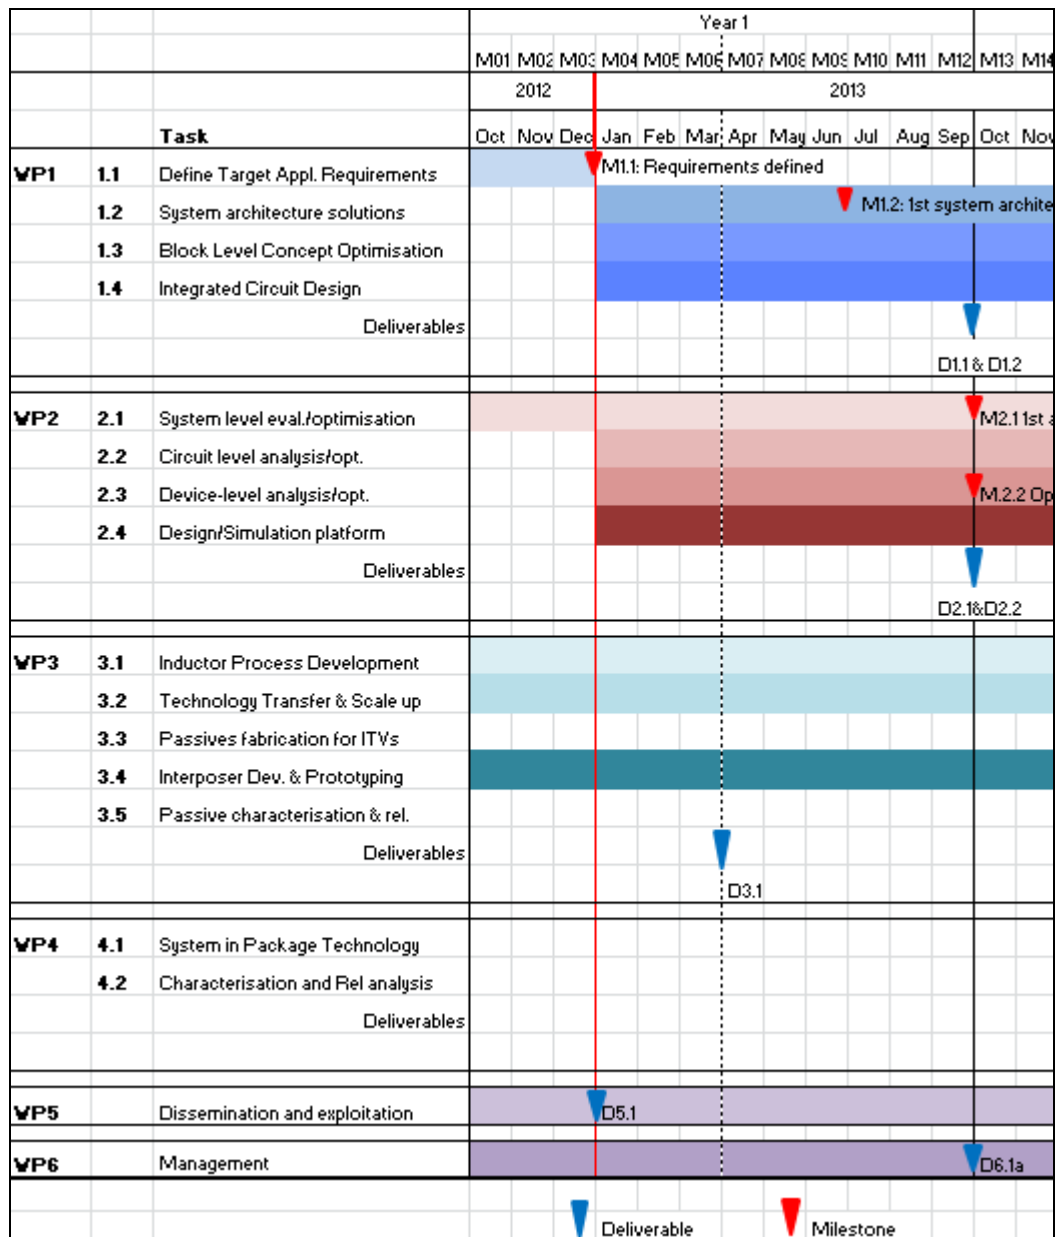 Year 1
M01 M02 M03 M04 M05 M06 M07 M08 M09 M10 M11 M12 M13 M14
2012 2013
Task Oct Nov Dec Jan Feb Mar Apr May Jun Jul Aug Sep Oct Nov
WP1 1.1 Define Target Appl. Requirements M1.1: Requirements defined
1.2 System architecture solutions M1.2: 1st system archite
1.3 Block Level Concept Optimisation
1.4 Integrated Circuit Design
Deliverables
D1.1 & D1.2
WP2 2.1 System level eval./optimisation M2.1 1st a
2.2 Circuit level analysis/opt.
2.3 Device-level analysis/opt. M.2.2 Op
2.4 Design/Simulation platform
Deliverables
D2.1&D2.2
WP3 3.1 Inductor Process Development
3.2 Technology Transfer & Scale up
3.3 Passives fabrication for ITVs
3.4 Interposer Dev. & Prototyping
3.5 Passive characterisation & rel.
Deliverables
D3.1
WP4 4.1 System in Package Technology
4.2 Characterisation and Rel analysis
Deliverables
WP5 Dissemination and exploitation D5.1
WP6 Management D6.1a
Deliverable Milestone